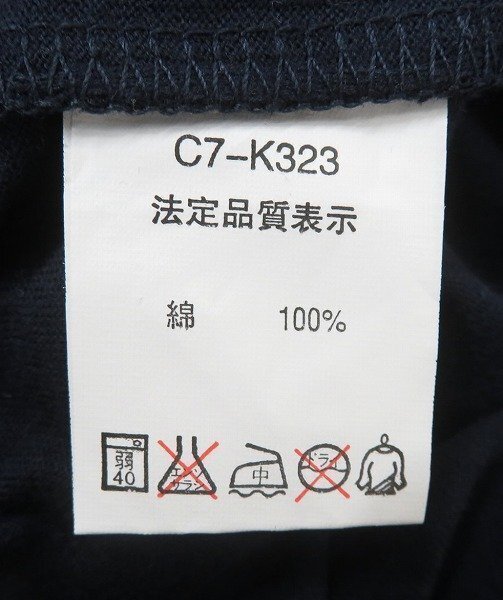 C7-K323
法定品質表示
綿 100%
弱 エンソ 中 ドライ
40 サラシ